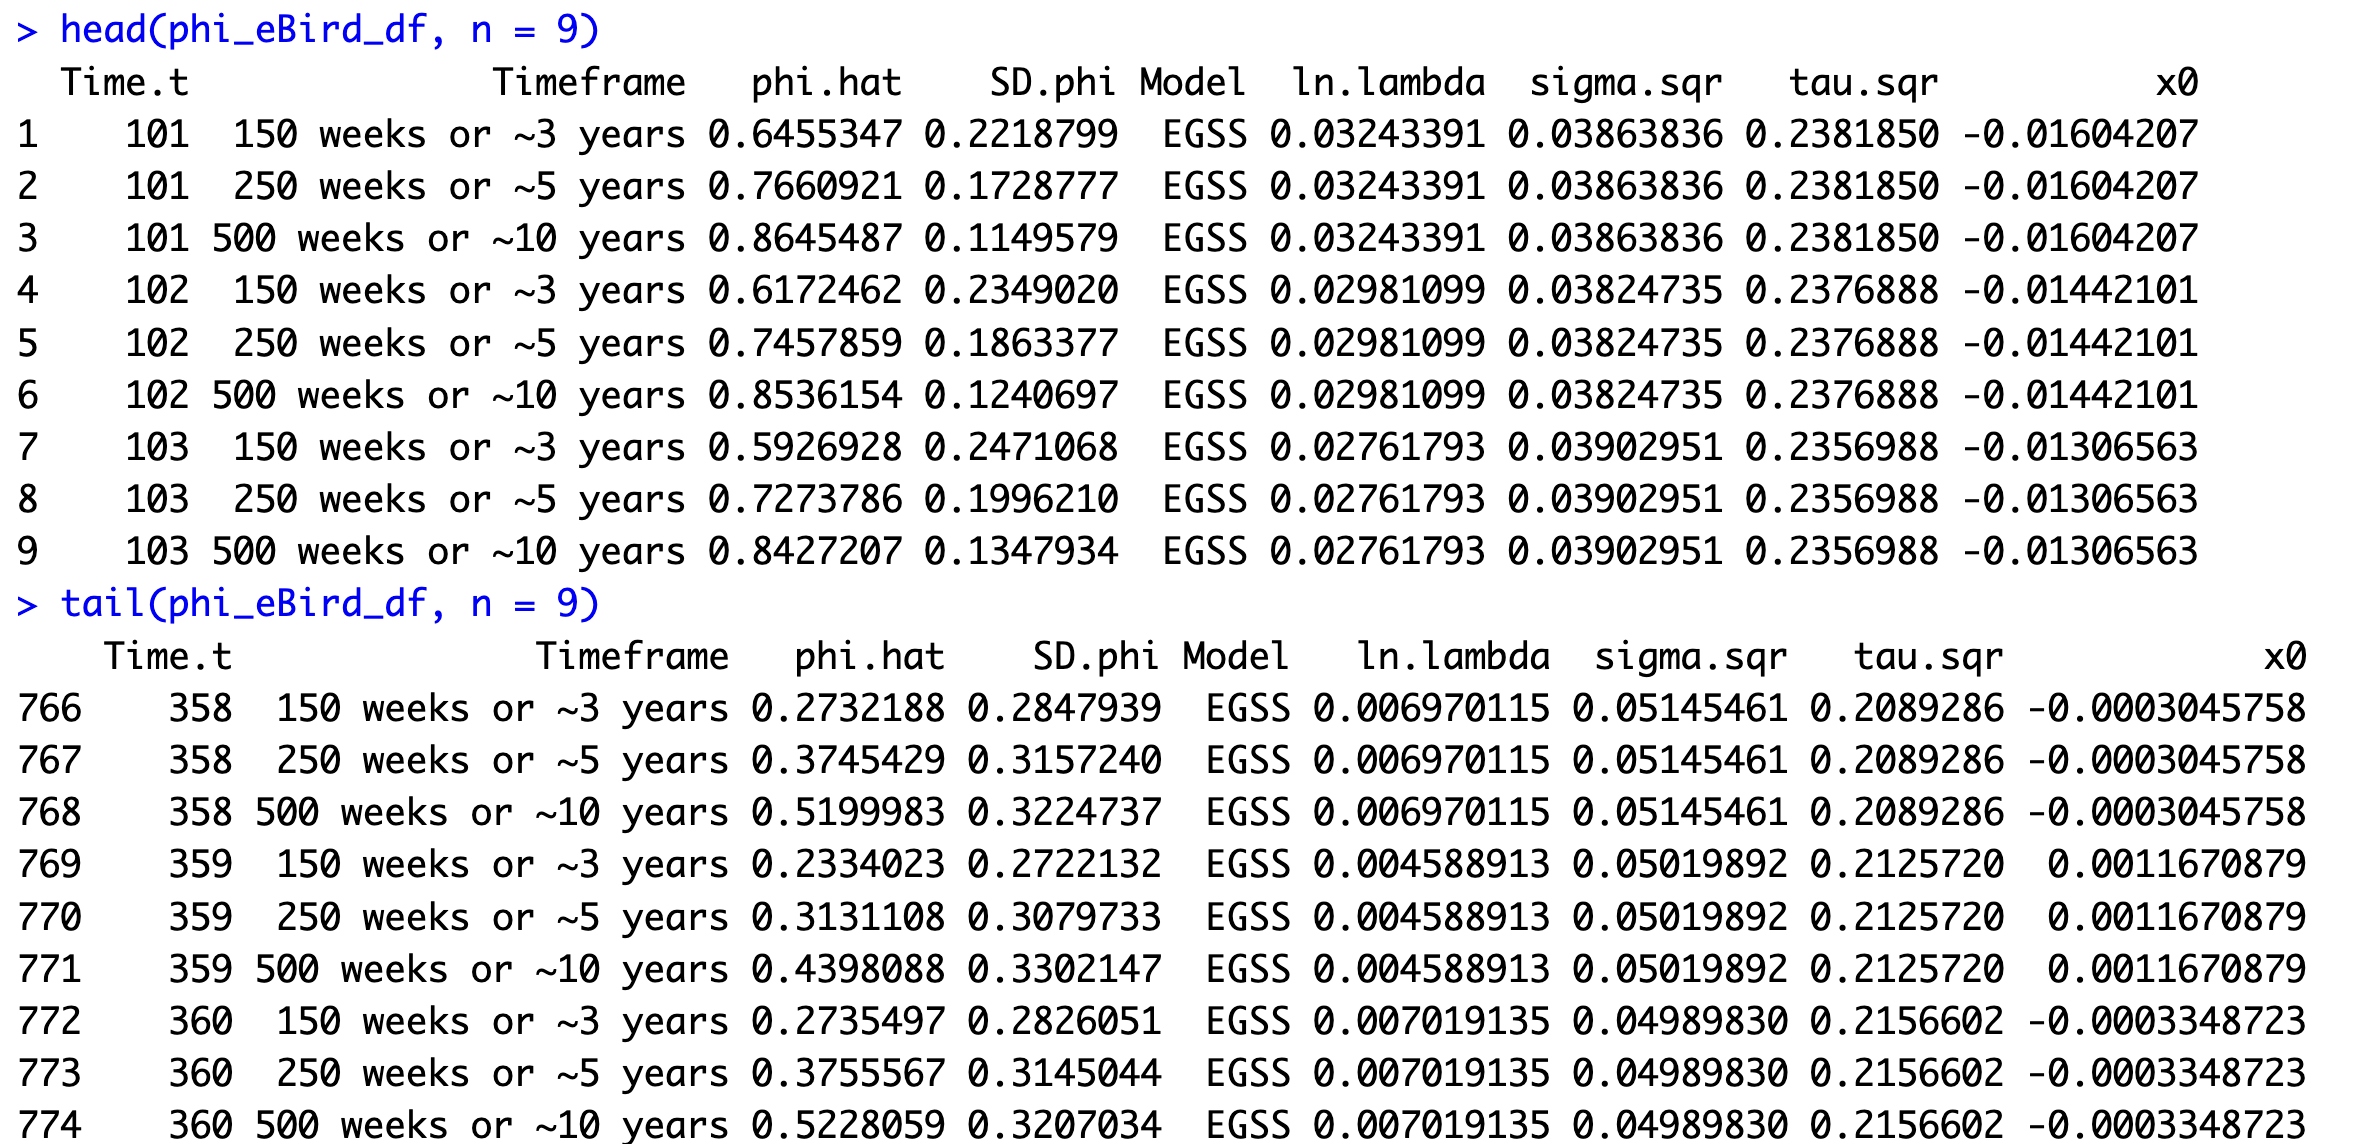 > head(phi_eBird_df, n = 9)
  Time.t              Timeframe   phi.hat    SD.phi Model  ln.lambda  sigma.sqr   tau.sqr          x0
1    101  150 weeks or ~3 years 0.6455347 0.2218799  EGSS 0.03243391 0.03863836 0.2381850 -0.01604207
2    101  250 weeks or ~5 years 0.7660921 0.1728777  EGSS 0.03243391 0.03863836 0.2381850 -0.01604207
3    101 500 weeks or ~10 years 0.8645487 0.1149579  EGSS 0.03243391 0.03863836 0.2381850 -0.01604207
4    102  150 weeks or ~3 years 0.6172462 0.2349020  EGSS 0.02981099 0.03824735 0.2376888 -0.01442101
5    102  250 weeks or ~5 years 0.7457859 0.1863377  EGSS 0.02981099 0.03824735 0.2376888 -0.01442101
6    102 500 weeks or ~10 years 0.8536154 0.1240697  EGSS 0.02981099 0.03824735 0.2376888 -0.01442101
7    103  150 weeks or ~3 years 0.5926928 0.2471068  EGSS 0.02761793 0.03902951 0.2356988 -0.01306563
8    103  250 weeks or ~5 years 0.7273786 0.1996210  EGSS 0.02761793 0.03902951 0.2356988 -0.01306563
9    103 500 weeks or ~10 years 0.8427207 0.1347934  EGSS 0.02761793 0.03902951 0.2356988 -0.01306563
> tail(phi_eBird_df, n = 9)
    Time.t              Timeframe   phi.hat    SD.phi Model   ln.lambda  sigma.sqr   tau.sqr            x0
766    358  150 weeks or ~3 years 0.2732188 0.2847939  EGSS 0.006970115 0.05145461 0.2089286 -0.0003045758
767    358  250 weeks or ~5 years 0.3745429 0.3157240  EGSS 0.006970115 0.05145461 0.2089286 -0.0003045758
768    358 500 weeks or ~10 years 0.5199983 0.3224737  EGSS 0.006970115 0.05145461 0.2089286 -0.0003045758
769    359  150 weeks or ~3 years 0.2334023 0.2722132  EGSS 0.004588913 0.05019892 0.2125720  0.0011670879
770    359  250 weeks or ~5 years 0.3131108 0.3079733  EGSS 0.004588913 0.05019892 0.2125720  0.0011670879
771    359 500 weeks or ~10 years 0.4398088 0.3302147  EGSS 0.004588913 0.05019892 0.2125720  0.0011670879
772    360  150 weeks or ~3 years 0.2735497 0.2826051  EGSS 0.007019135 0.04989830 0.2156602 -0.0003348723
773    360  250 weeks or ~5 years 0.3755567 0.3145044  EGSS 0.007019135 0.04989830 0.2156602 -0.0003348723
774    360 500 weeks or ~10 years 0.5228059 0.3207034  EGSS 0.007019135 0.04989830 0.2156602 -0.0003348723